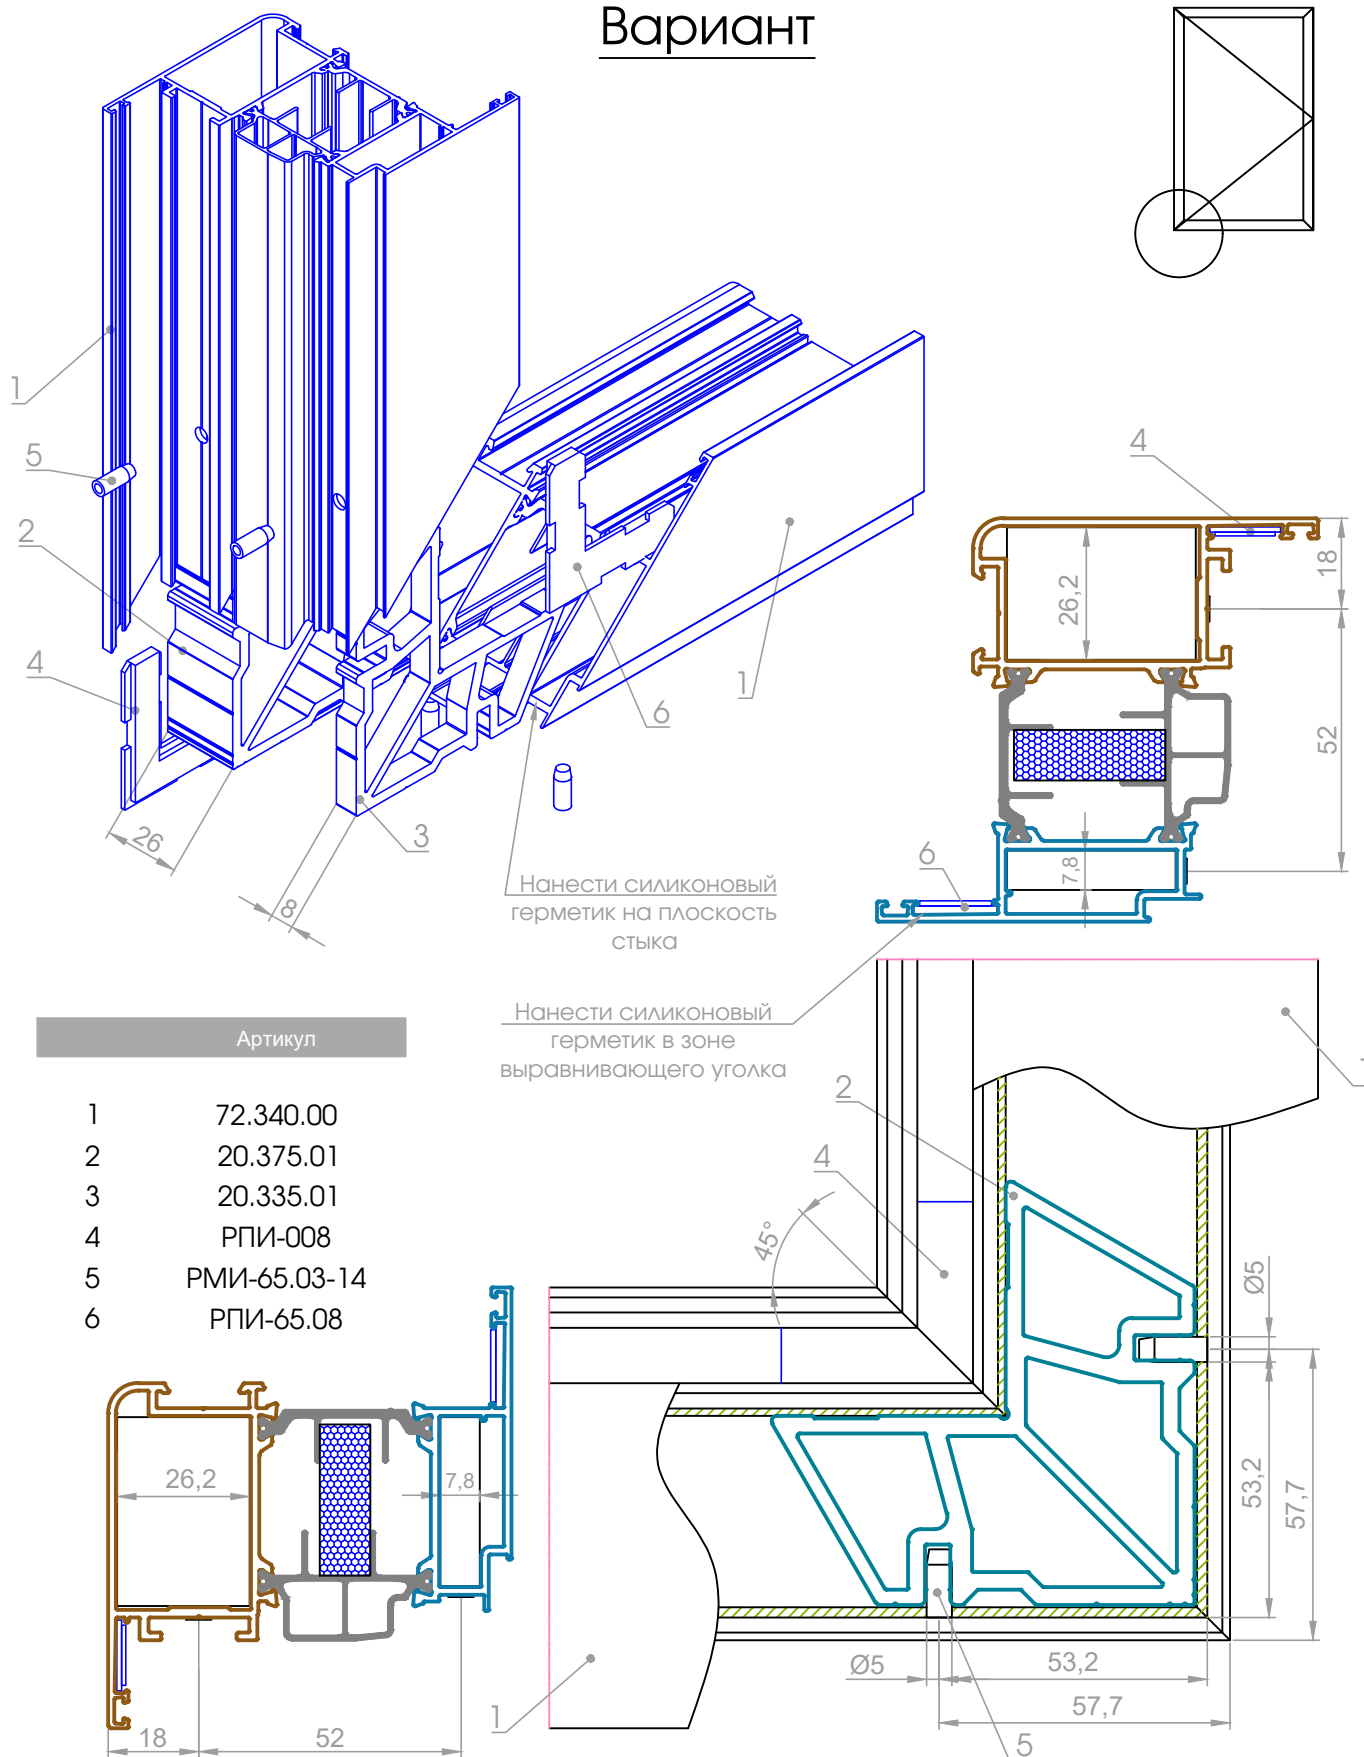 Вариант
1
5
2
4
26
8
3
6
1
Нанести силиконовый
герметик на плоскость
стыка
4
18
26,2
52
6
7,8
Нанести силиконовый
герметик в зоне
выравнивающего уголка
Артикул
1 72.340.00
2 20.375.01
3 20.335.01
4 РПИ-008
5 РМИ-65.03-14
6 РПИ-65.08
2
4
45°
Ø5
53,2
57,7
26,2
7,8
18
52
1
Ø5
53,2
57,7
5